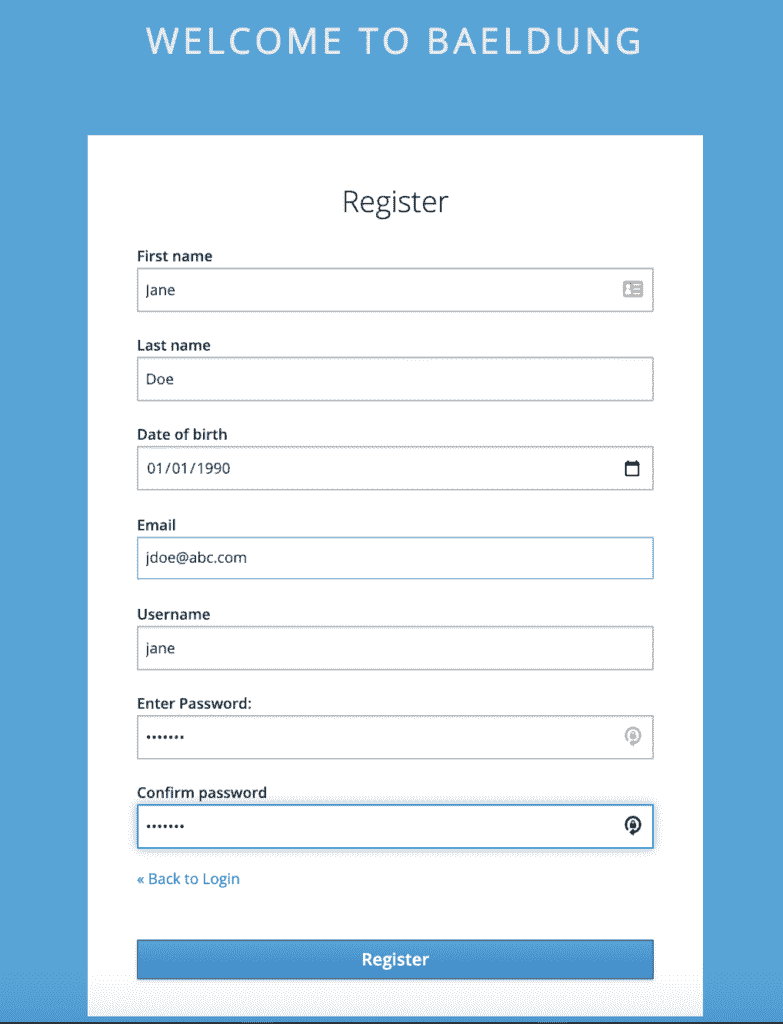 WELCOME TO BAELDUNG
Register
First name
Jane
Last name
Doe
Date of birth
01/01/1990
Email
jdoe@abc.com
Username
jane
Enter Password:
•••••••
Confirm password
•••••••
« Back to Login
Register